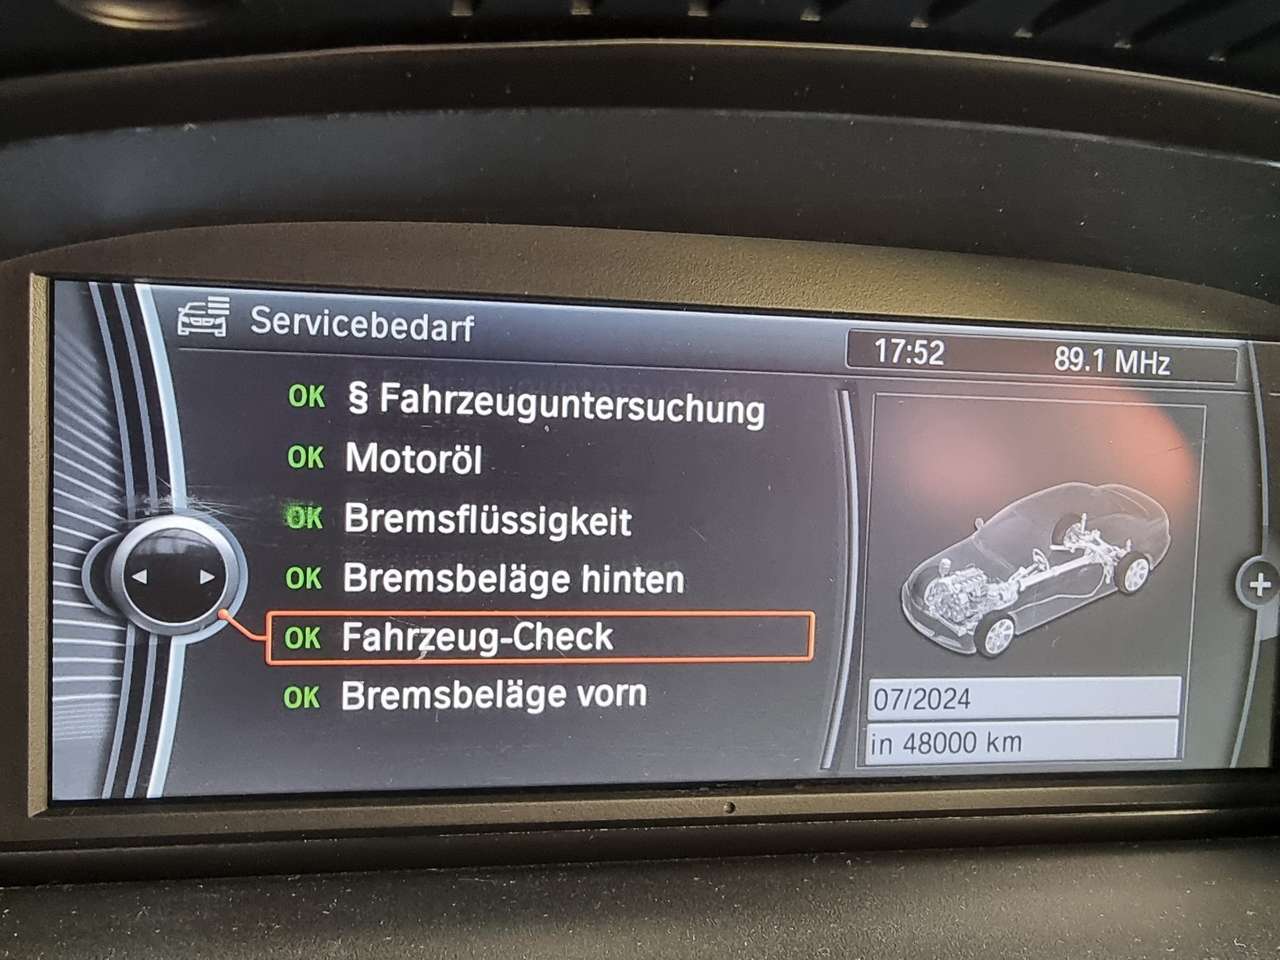 Servicebedarf
17:52 89.1 MHz
OK § Fahrzeuguntersuchung
OK Motoröl
OK Bremsflüssigkeit
OK Bremsbeläge hinten
OK Fahrzeug-Check
OK Bremsbeläge vorn
07/2024
in 48000 km